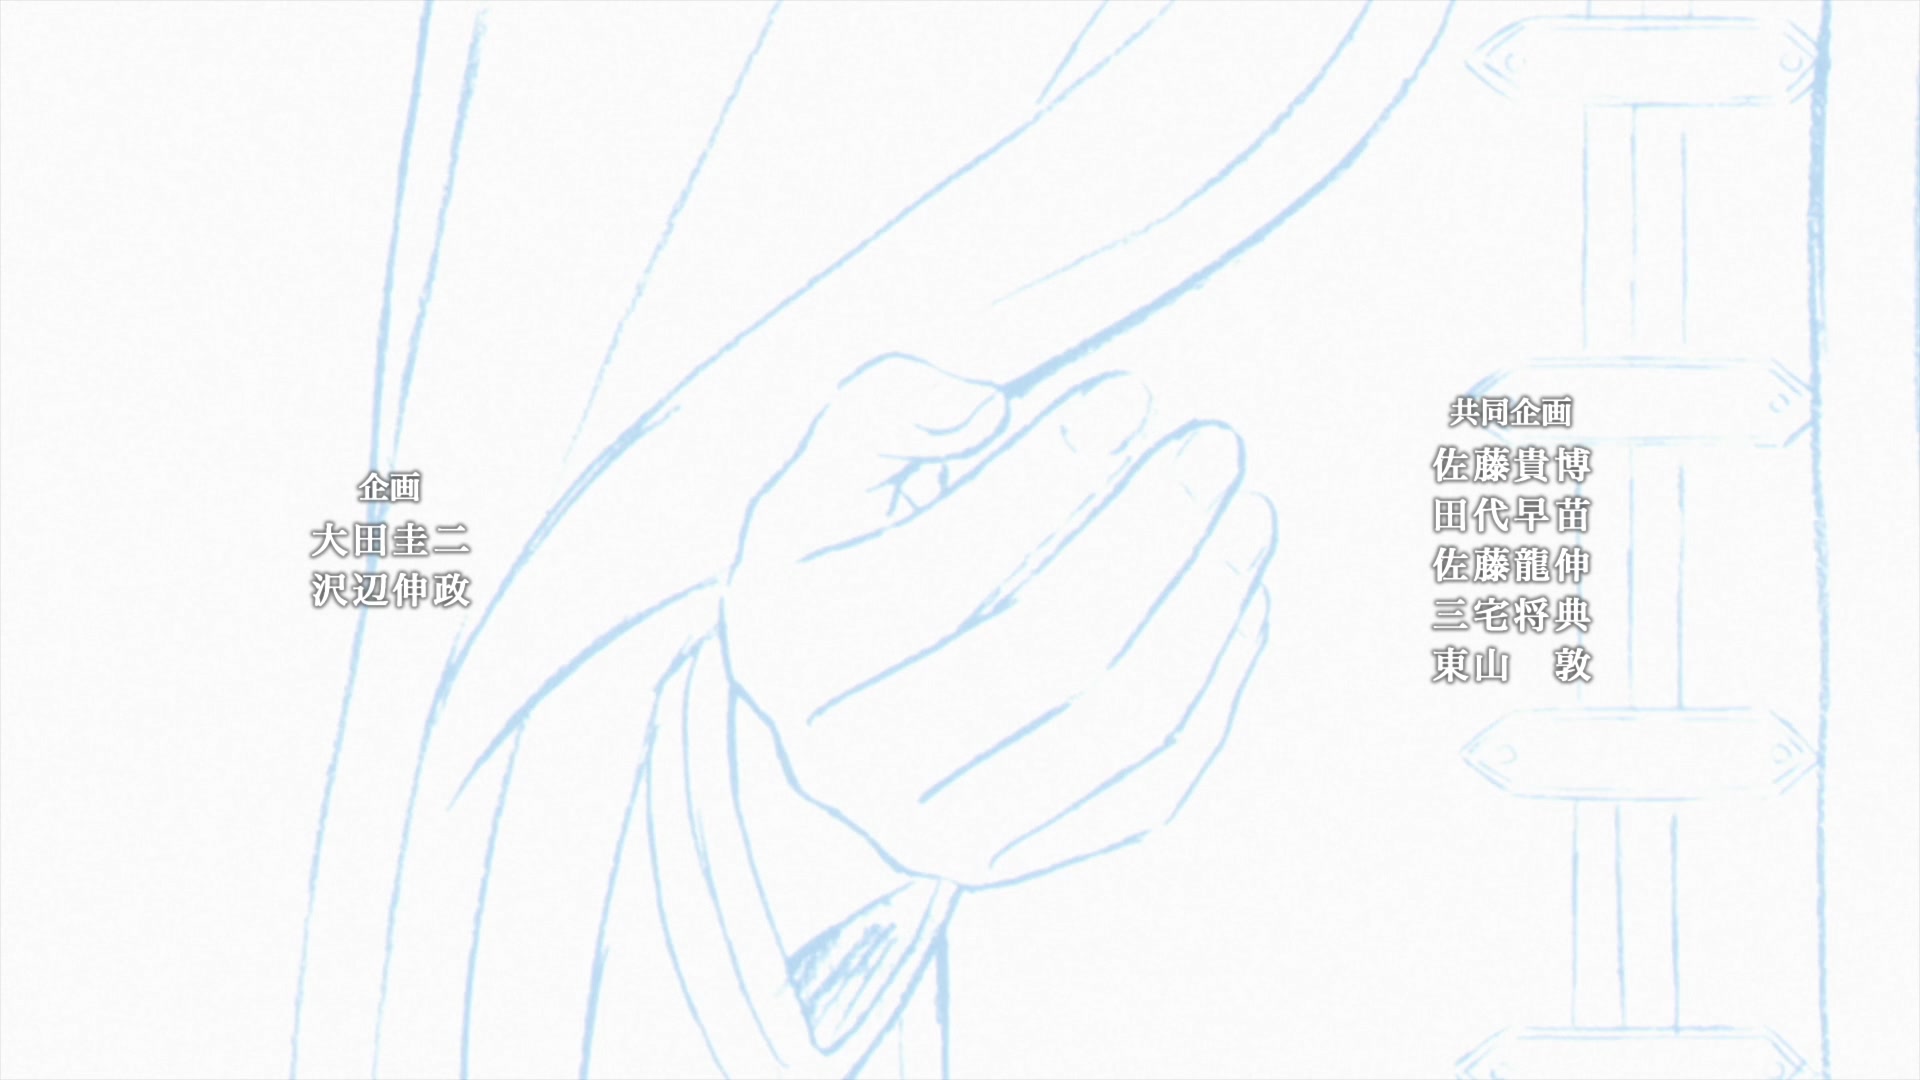 企画
大田圭二
沢辺伸政
共同企画
佐藤貴博
田代早苗
佐藤龍伸
三宅将典
東山　敦